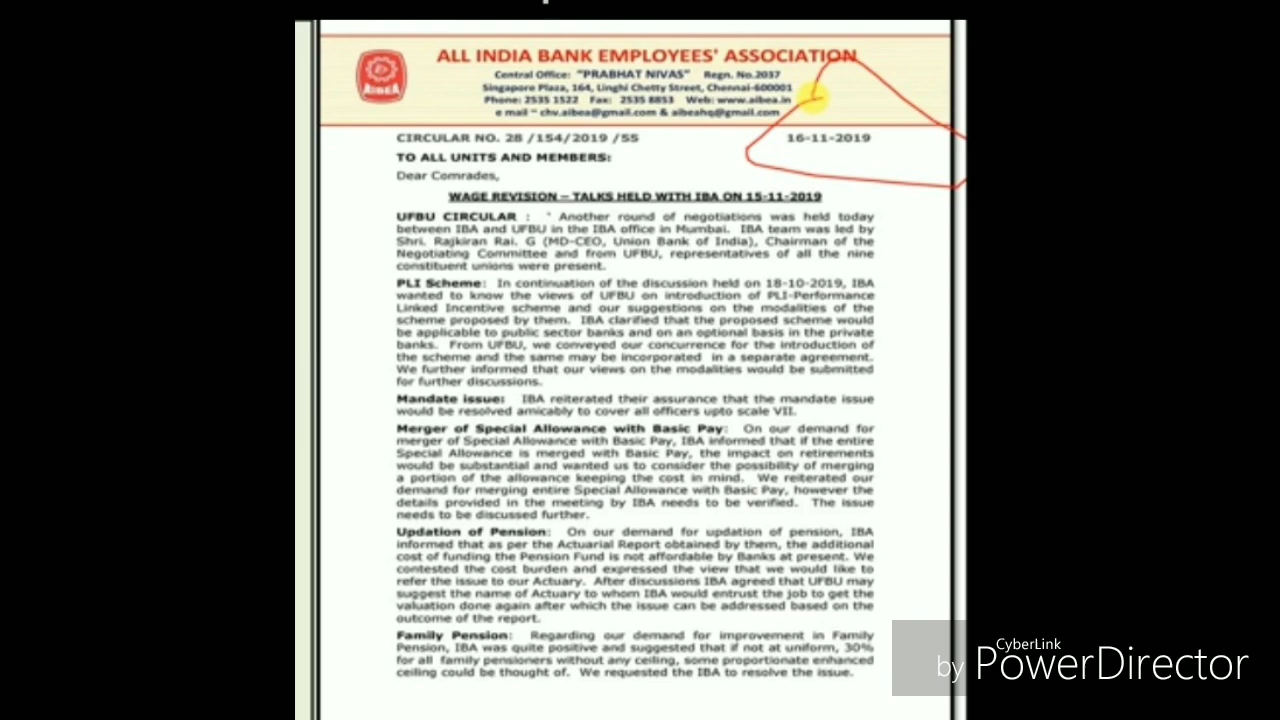 ALL INDIA BANK EMPLOYEES' ASSOCIATION
Central Office: "PRABHAT NIVAS" Regn. No.2037
Singapore Plaza, 164, Linghi Chetty Street, Chennai-600001
Phone: 2535 1522 Fax: 2535 8853 Web: www.aibea.in
e mail ~ chv.aibea@gmail.com & aibeahq@gmail.com
AIBEA
CIRCULAR NO. 28 /154/2019 /55 16-11-2019
TO ALL UNITS AND MEMBERS:
Dear Comrades,
WAGE REVISION – TALKS HELD WITH IBA ON 15-11-2019
UFBU CIRCULAR : ' Another round of negotiations was held today
between IBA and UFBU in the IBA office in Mumbai. IBA team was led by
Shri. Rajkiran Rai. G (MD-CEO, Union Bank of India), Chairman of the
Negotiating Committee and from UFBU, representatives of all the nine
constituent unions were present.
PLI Scheme: In continuation of the discussion held on 18-10-2019, IBA
wanted to know the views of UFBU on introduction of PLI-Performance
Linked Incentive scheme and our suggestions on the modalities of the
scheme proposed by them. IBA clarified that the proposed scheme would
be applicable to public sector banks and on an optional basis in the private
banks. From UFBU, we conveyed our concurrence for the introduction of
the scheme and the same may be incorporated in a separate agreement.
We further informed that our views on the modalities would be submitted
for further discussions.
Mandate issue: IBA reiterated their assurance that the mandate issue
would be resolved amicably to cover all officers upto scale VII.
Merger of Special Allowance with Basic Pay: On our demand for
merger of Special Allowance with Basic Pay, IBA informed that if the entire
Special Allowance is merged with Basic Pay, the impact on retirements
would be substantial and wanted us to consider the possibility of merging
a portion of the allowance keeping the cost in mind. We reiterated our
demand for merging entire Special Allowance with Basic Pay, however the
details provided in the meeting by IBA needs to be verified. The issue
needs to be discussed further.
Updation of Pension: On our demand for updation of pension, IBA
informed that as per the Actuarial Report obtained by them, the additional
cost of funding the Pension Fund is not affordable by Banks at present. We
contested the cost burden and expressed the view that we would like to
refer the issue to our Actuary. After discussions IBA agreed that UFBU may
suggest the name of Actuary to whom IBA would entrust the job to get the
valuation done again after which the issue can be addressed based on the
outcome of the report.
Family Pension: Regarding our demand for improvement in Family
Pension, IBA was quite positive and suggested that if not at uniform, 30%
for all family pensioners without any ceiling, some proportionate enhanced
ceiling could be thought of. We requested the IBA to resolve the issue.
CyberLink
by PowerDirector